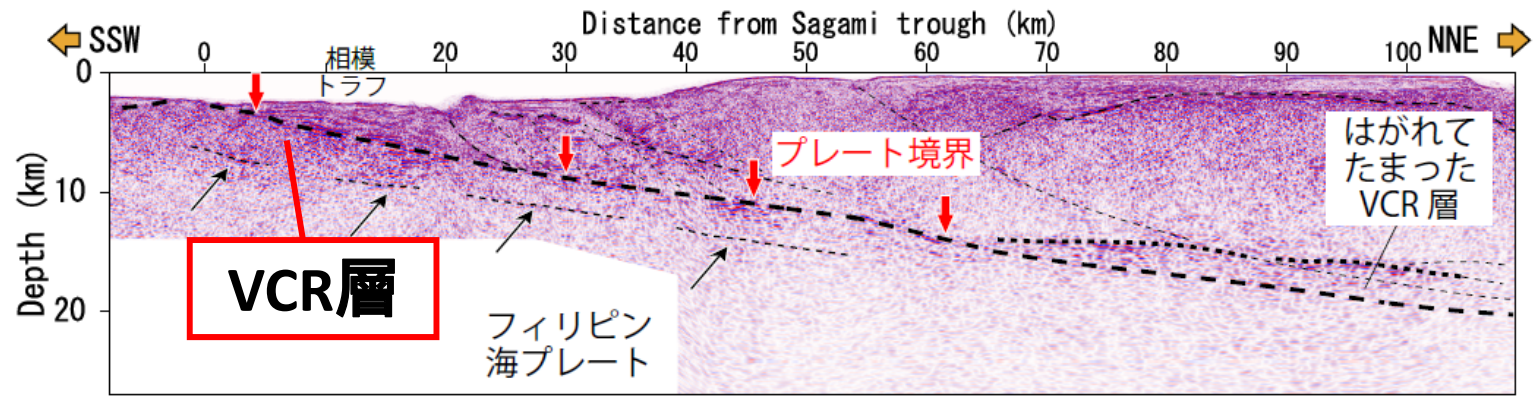 Distance from Sagami trough (km)
SSW
0
20
30
40
50
60
70
80
90
100
NNE
相模
トラフ
Depth (km)
0
10
20
プレート境界
はがれて
たまった
VCR 層
VCR層
フィリピン
海プレート